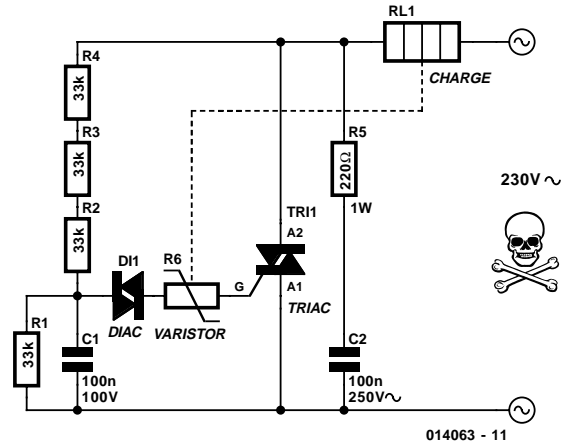 RL1
R4
33k
CHARGE
R3
33k
R5
220Ω
1W
230V ~
R2
33k
TRI1
A2
DI1
R6
G
A1
DIAC
VARISTOR
TRIAC
R1
33k
C1
100n
100V
C2
100n
250V~
014063 - 11